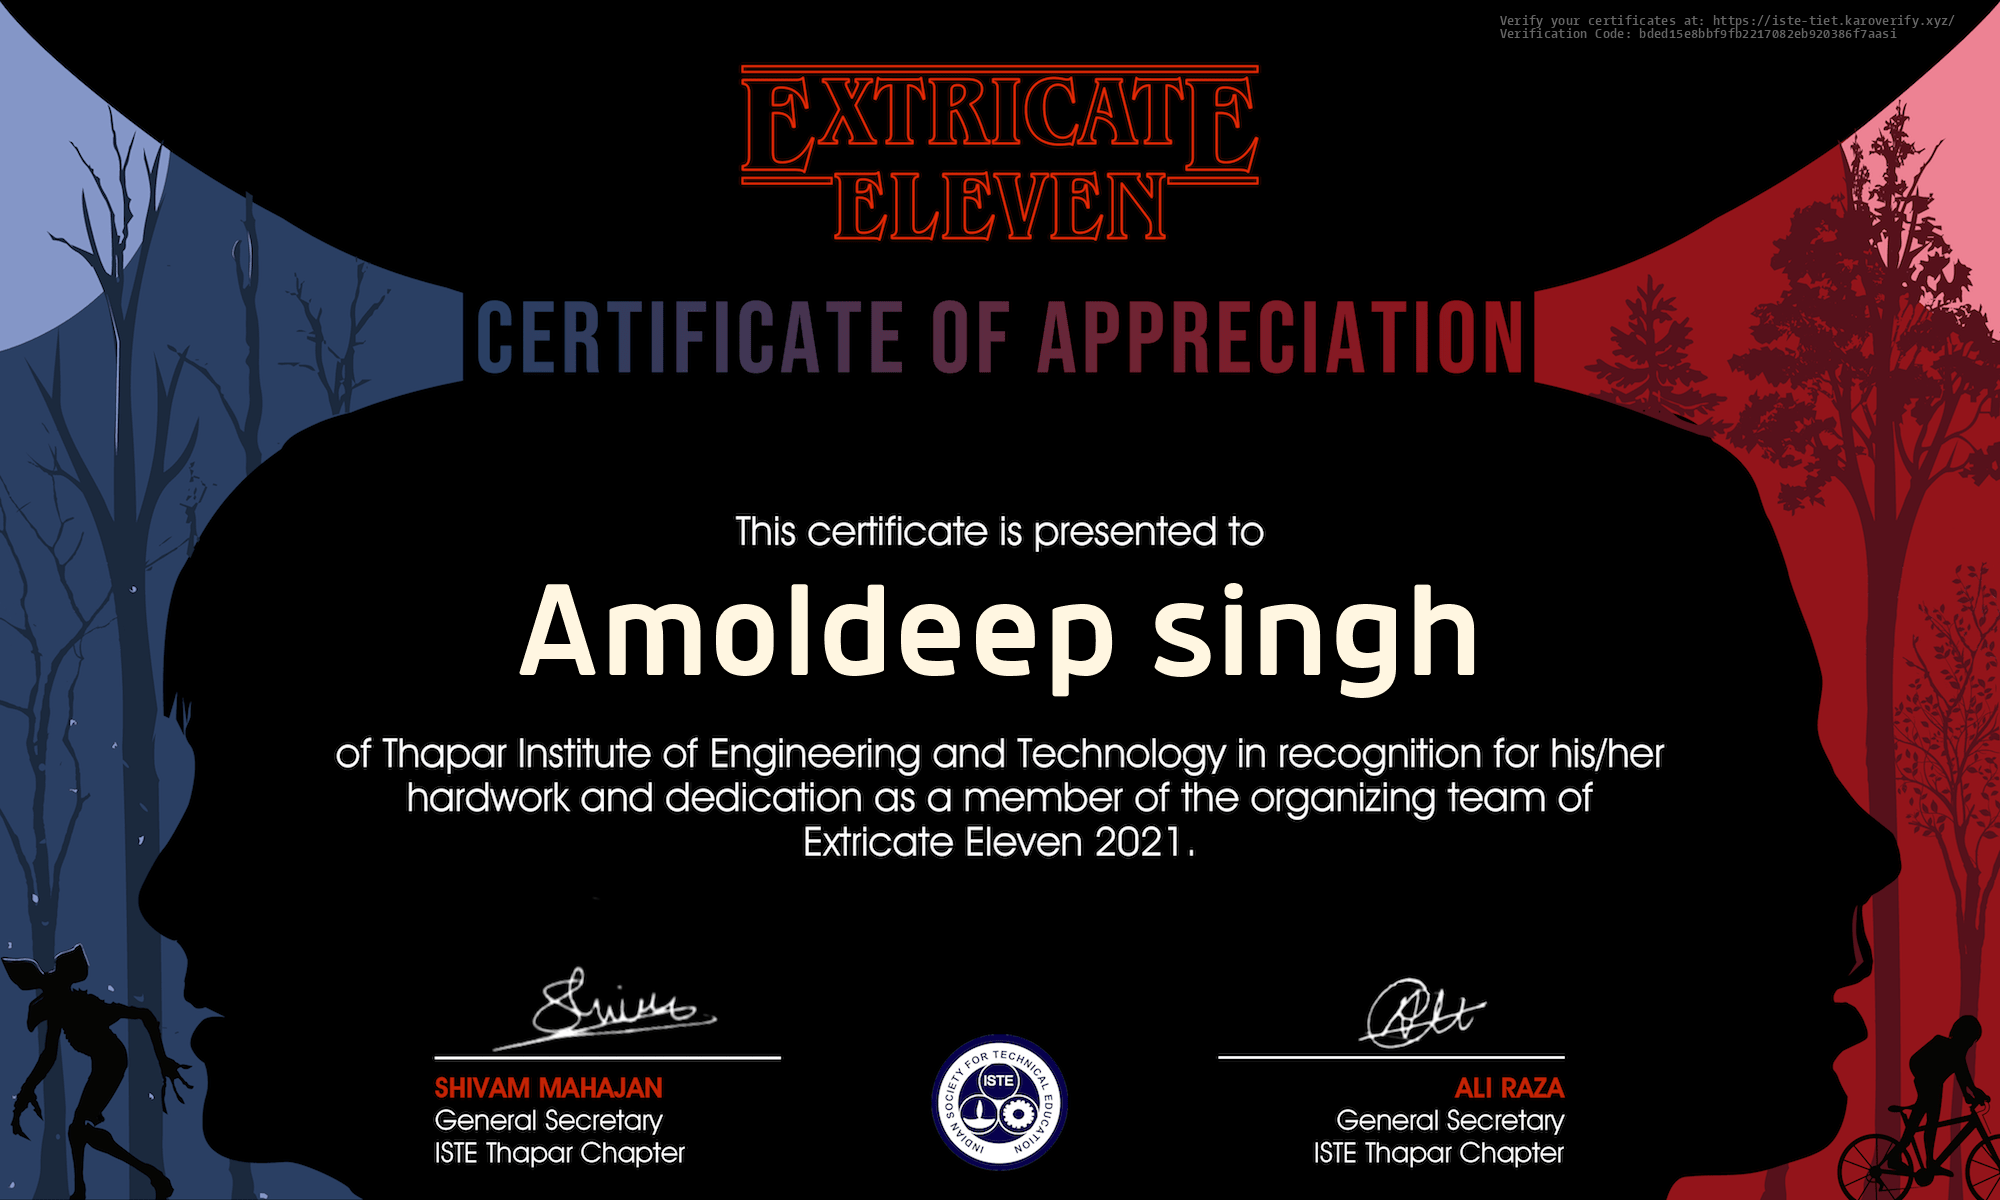 Verify your certificates at: https://iste-tiet.karoverify.xyz/
Verification Code: bded15e8bbf9fb2217082eb920386f7aasi
EXTRICATE
ELEVEN
CERTIFICATE OF APPRECIATION
This certificate is presented to
Amoldeep singh
of Thapar Institute of Engineering and Technology in recognition for his/her
hardwork and dedication as a member of the organizing team of
Extricate Eleven 2021.
SHIVAM MAHAJAN
General Secretary
ISTE Thapar Chapter
INDIAN SOCIETY FOR TECHNICAL EDUCATION
ISTE
ALI RAZA
General Secretary
ISTE Thapar Chapter